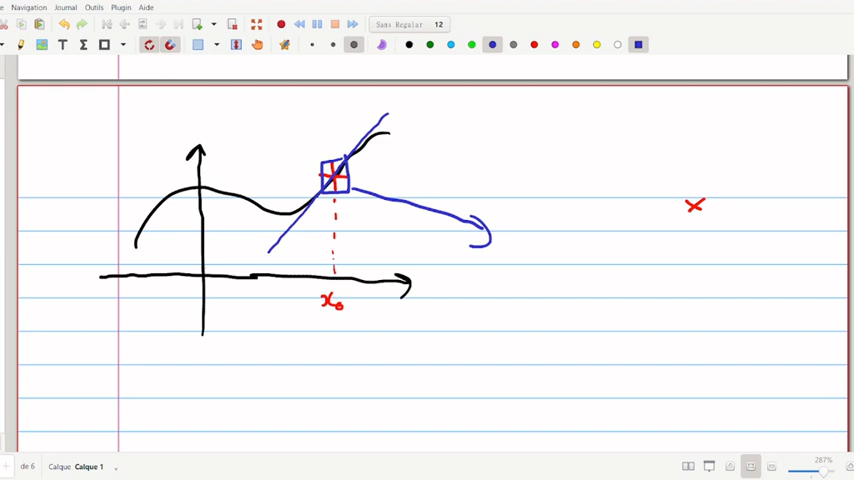 Navigation Journal Outils Plugin Aide
Sans Regular 12
T Σ
x₀
de 6 Calque Calque 1
287%